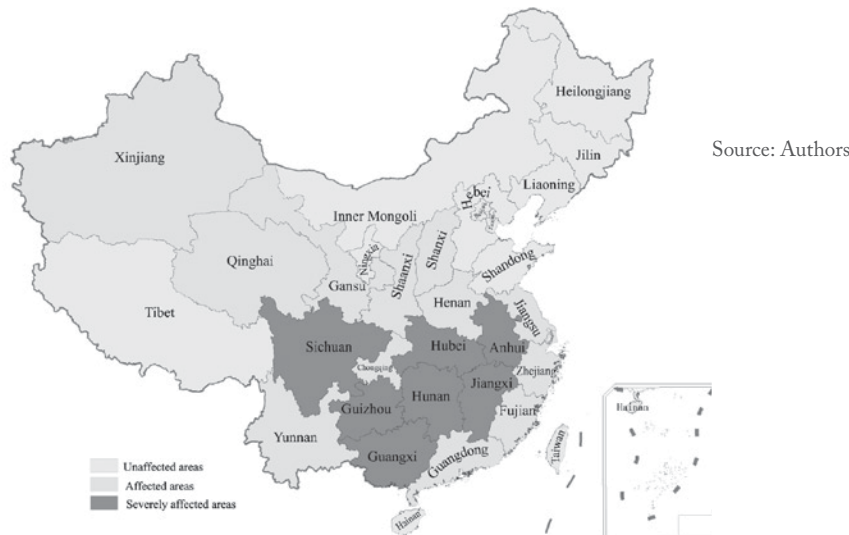 Heilongjiang
Jilin
Source: Authors
Xinjiang
Liaoning
Hebei
Inner Mongoli
Ningxia
Shaanxi
Shanxi
Shandong
Qinghai
Gansu
Henan
Jiangsu
Tibet
Sichuan
Hubei
Anhui
Chongqing
Zhejiang
Jiangxi
Hunan
Guizhou
Fujian
Hainan
Yunnan
Guangxi
Guangdong
Taiwan
Hainan
Unaffected areas
Affected areas
Severely affected areas